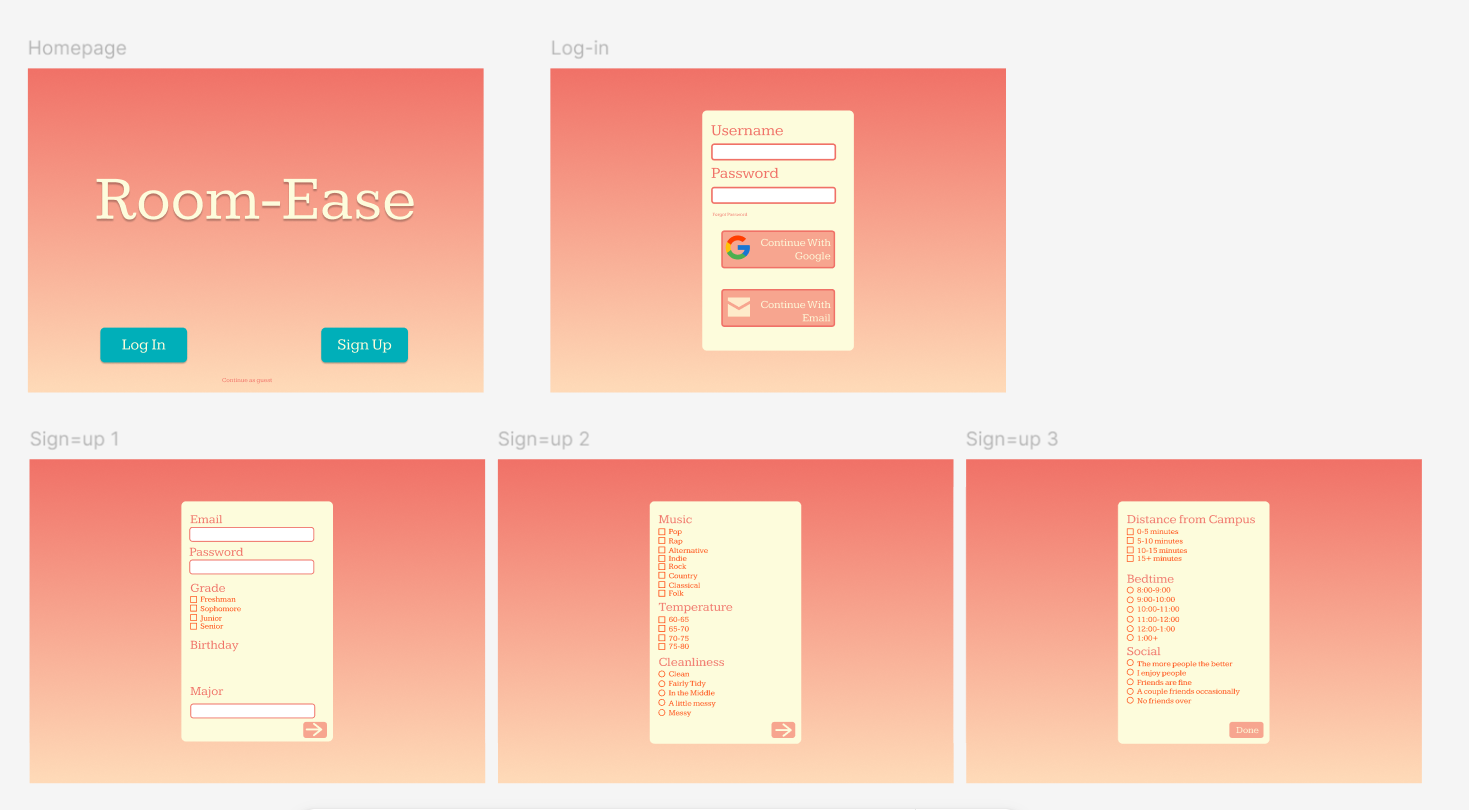 Homepage
Log-in
Room-Ease
Log In
Sign Up
Continue as guest
Username
Password
Forgot Password
Continue With
Google
Continue With
Email
Sign=up 1
Sign=up 2
Sign=up 3
Email
Password
Grade
Freshman
Sophomore
Junior
Senior
Birthday
Major
Music
Pop
Rap
Alternative
Indie
Rock
Country
Classical
Folk
Temperature
60-65
65-70
70-75
75-80
Cleanliness
Clean
Fairly Tidy
In the Middle
A little messy
Messy
Distance from Campus
0-5 minutes
5-10 minutes
10-15 minutes
15+ minutes
Bedtime
8:00-9:00
9:00-10:00
10:00-11:00
11:00-12:00
12:00-1:00
1:00+
Social
The more people the better
I enjoy people
Friends are fine
A couple friends occasionally
No friends over
Done